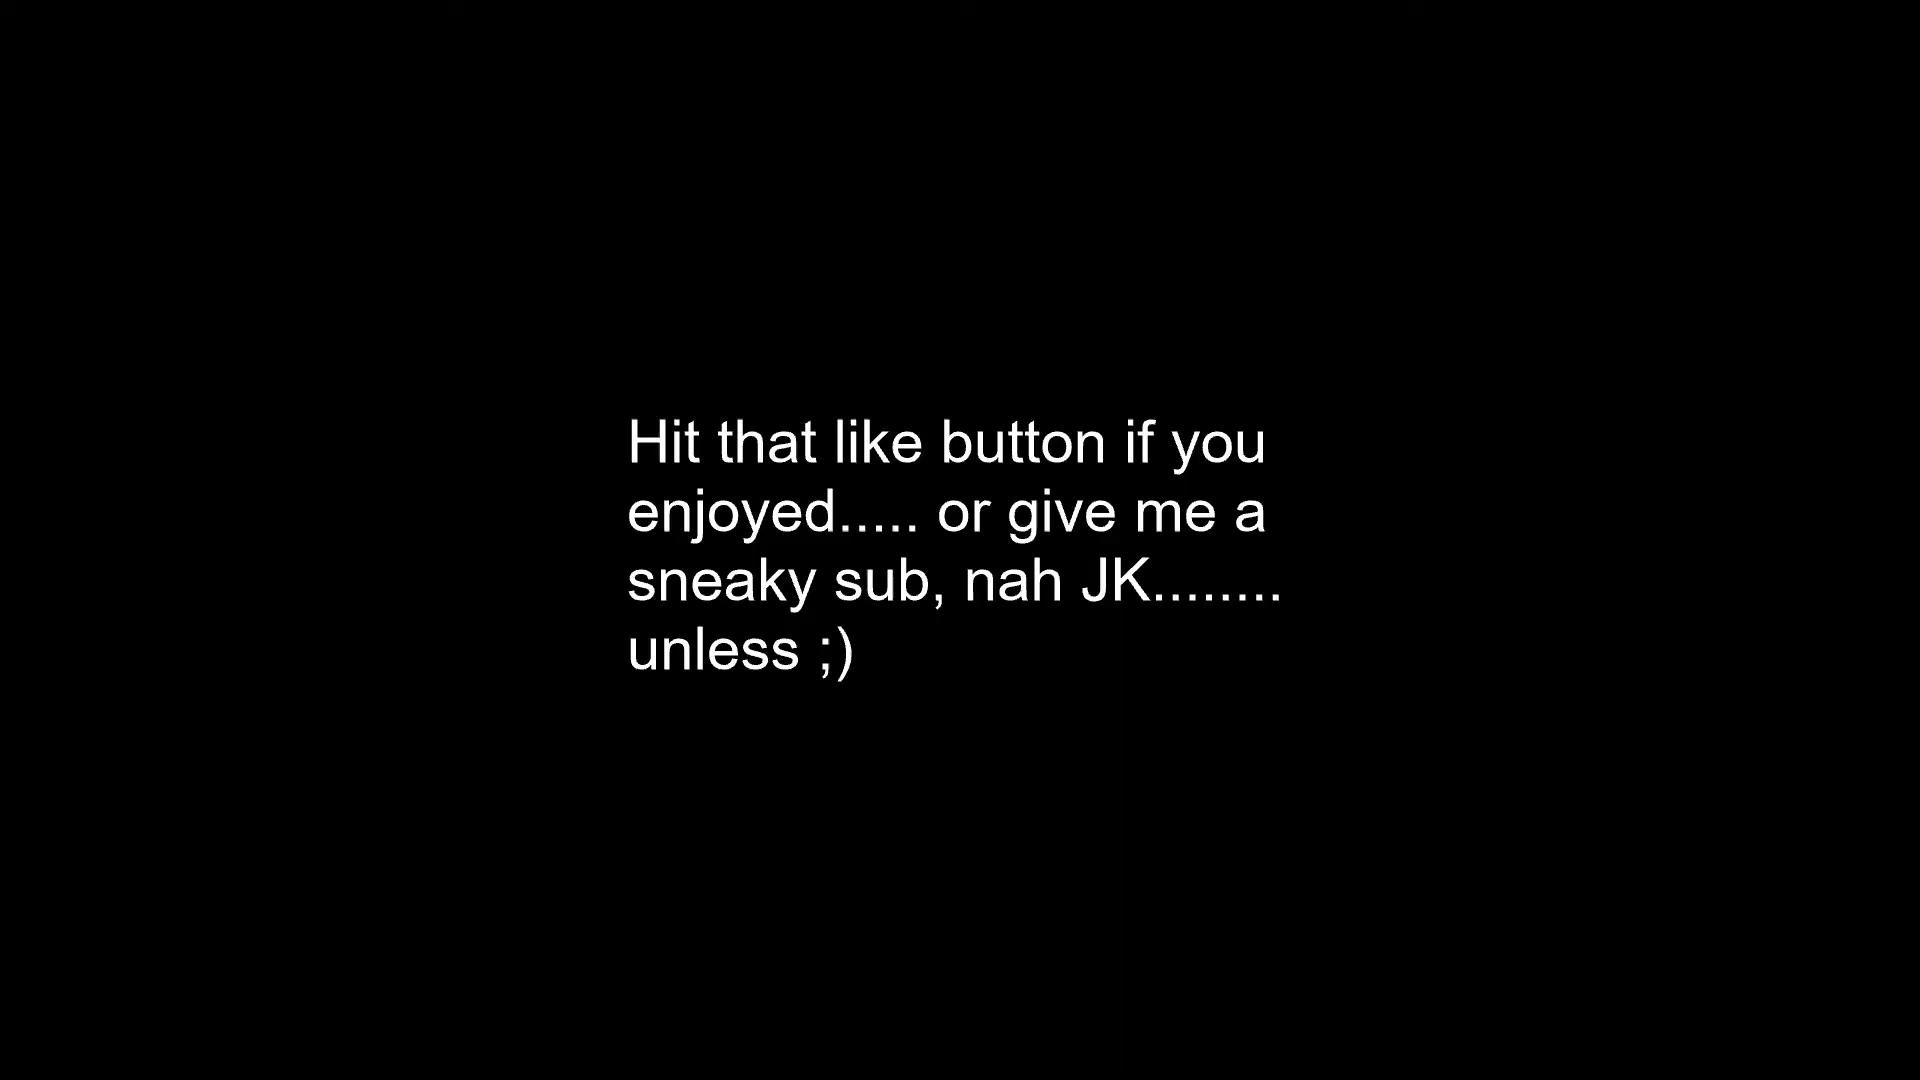 Hit that like button if you
enjoyed..... or give me a
sneaky sub, nah JK........
unless ;)